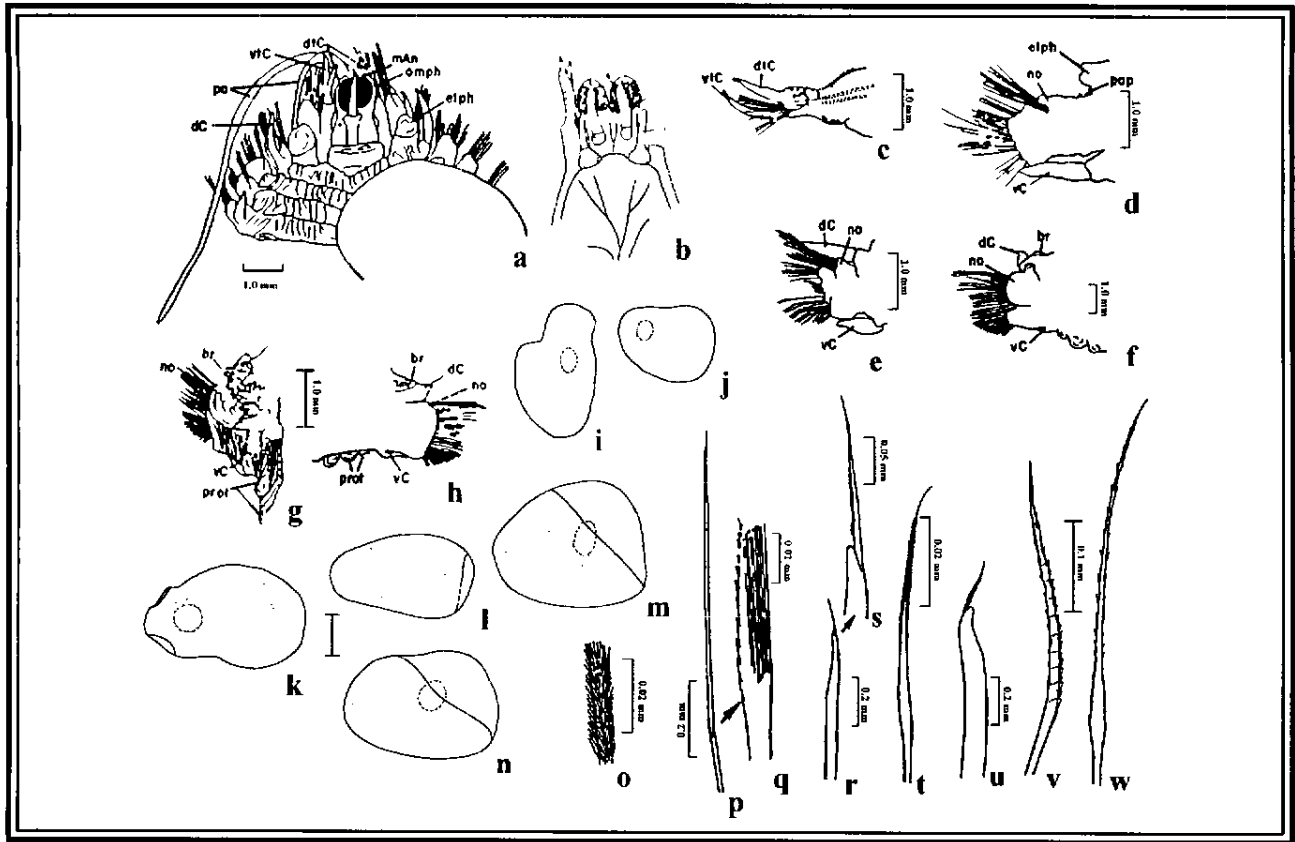 dtC
vtC
mAn
omph
pa
elph
dC
1.0 mm
a
b
dtC
vtC
1.0 mm
c
elph
no
pap
1.0 mm
vC
d
dC
no
1.0 mm
vC
e
br
dC
no
1.0 mm
vC
f
br
no
1.0 mm
vC
prot
g
br
dC
no
prot
vC
h
i
j
k
l
m
n
0.02 mm
o
0.2 mm
p
0.02 mm
q
0.2 mm
r
0.05 mm
s
0.02 mm
t
0.2 mm
u
0.1 mm
v
w